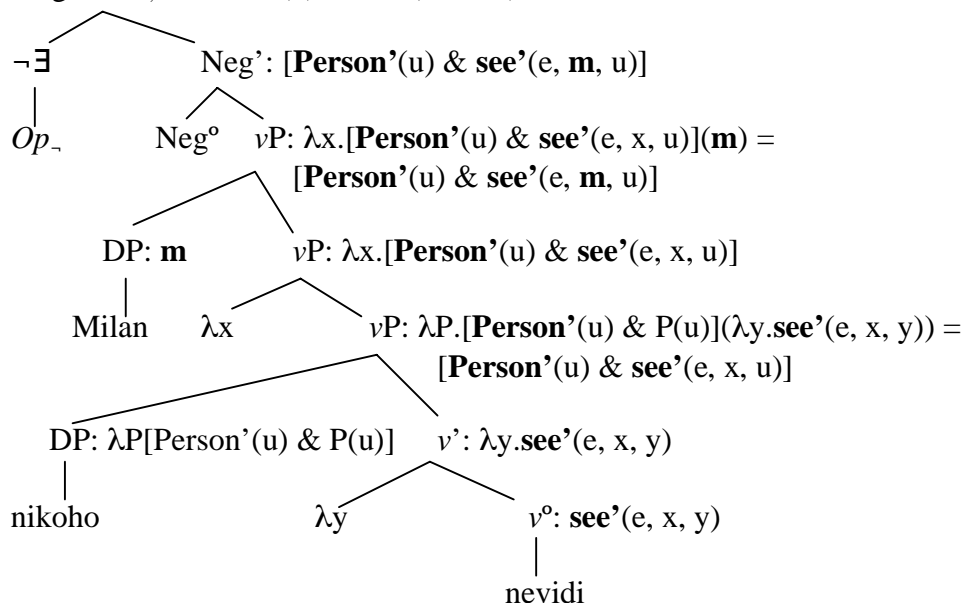 ¬∃ Neg’: [Person’(u) & see’(e, m, u)]
Op¬ Negº vP: λx.[Person’(u) & see’(e, x, u)](m) =
[Person’(u) & see’(e, m, u)]
DP: m vP: λx.[Person’(u) & see’(e, x, u)]
Milan λx vP: λP.[Person’(u) & P(u)](λy.see’(e, x, y)) =
[Person’(u) & see’(e, x, u)]
DP: λP[Person’(u) & P(u)] v’: λy.see’(e, x, y)
nikoho λy vº: see’(e, x, y)
nevidi